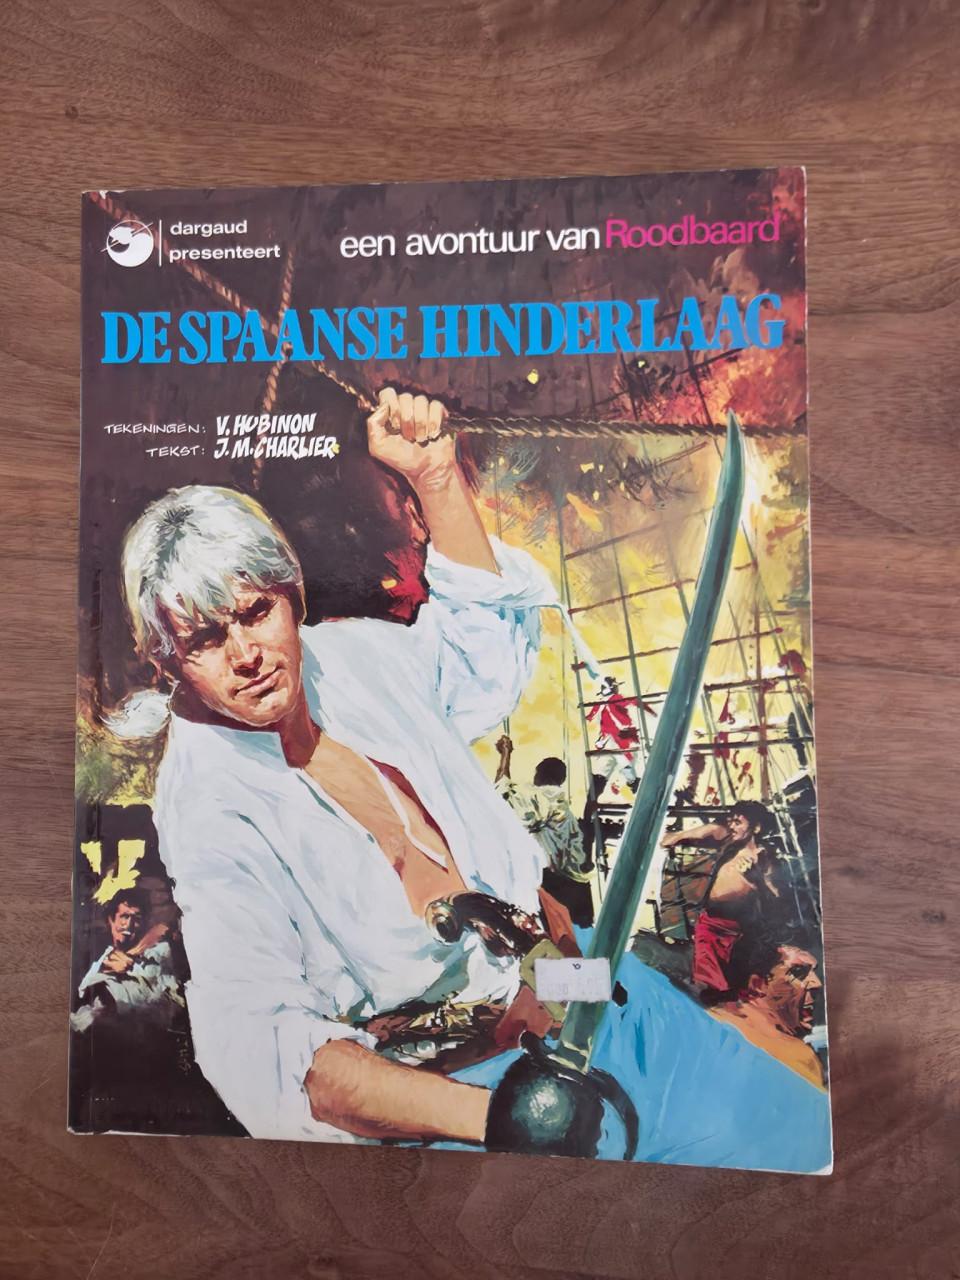 dargaud
presenteert
een avontuur van Roodbaard
DE SPAANSE HINDERLAAG
TEKENINGEN: V. HUBINON
TEKST: J. M. CHARLIER